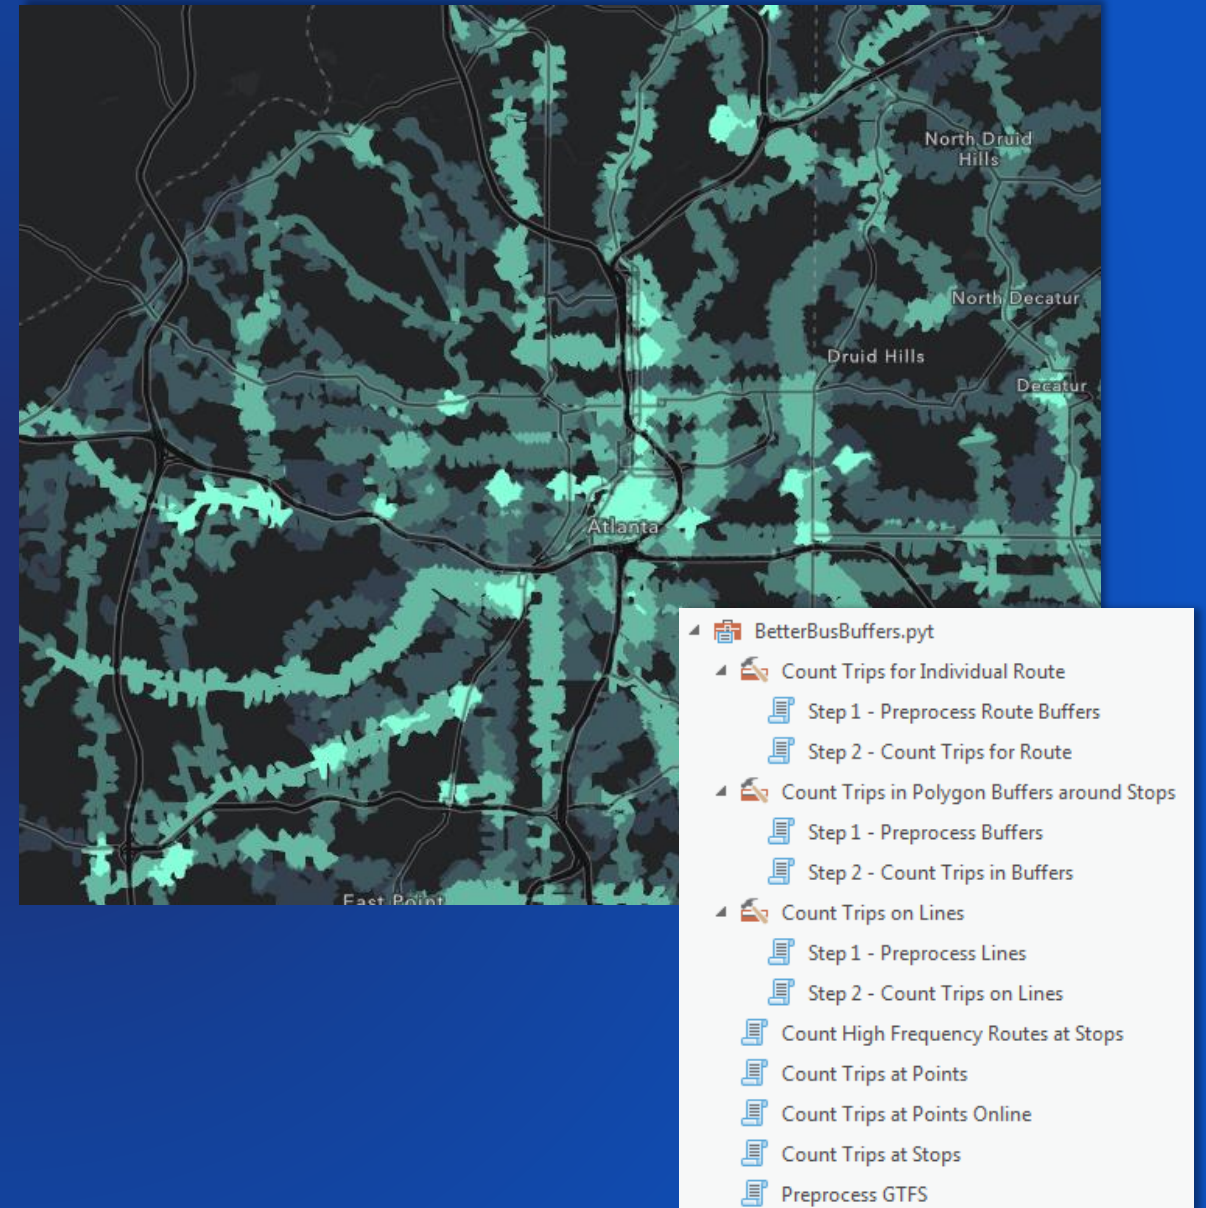 North Druid
Hills
North Decatur
Druid Hills
Decatur
Atlanta
East Point
BetterBusBuffers.pyt
Count Trips for Individual Route
Step 1 - Preprocess Route Buffers
Step 2 - Count Trips for Route
Count Trips in Polygon Buffers around Stops
Step 1 - Preprocess Buffers
Step 2 - Count Trips in Buffers
Count Trips on Lines
Step 1 - Preprocess Lines
Step 2 - Count Trips on Lines
Count High Frequency Routes at Stops
Count Trips at Points
Count Trips at Points Online
Count Trips at Stops
Preprocess GTFS